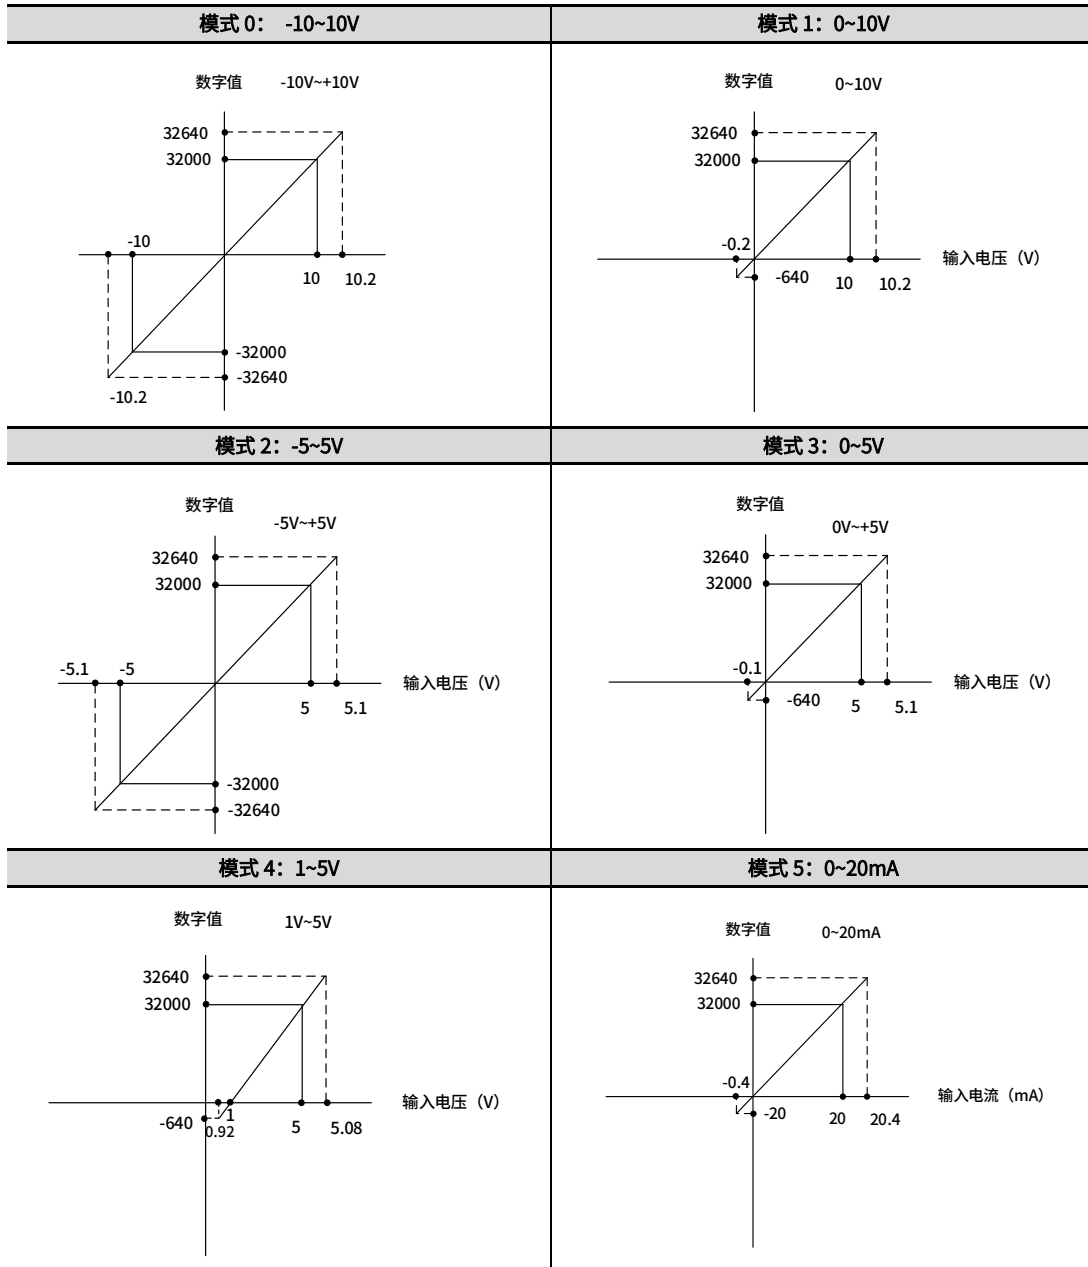 模式 0： -10~10V
数字值 -10V~+10V
32640
32000
-10
10 10.2
-32000
-32640
-10.2
模式 1：0~10V
数字值 0~10V
32640
32000
-0.2
输入电压（V）
-640 10 10.2
模式 2：-5~5V
数字值
-5V~+5V
32640
32000
-5.1 -5
输入电压（V）
5 5.1
-32000
-32640
模式 3：0~5V
数字值
0V~+5V
32640
32000
-0.1
输入电压（V）
-640 5 5.1
模式 4：1~5V
数字值 1V~5V
32640
32000
输入电压（V）
-640 1
0.92 5 5.08
模式 5：0~20mA
数字值 0~20mA
32640
32000
-0.4
输入电流（mA）
-20 20 20.4